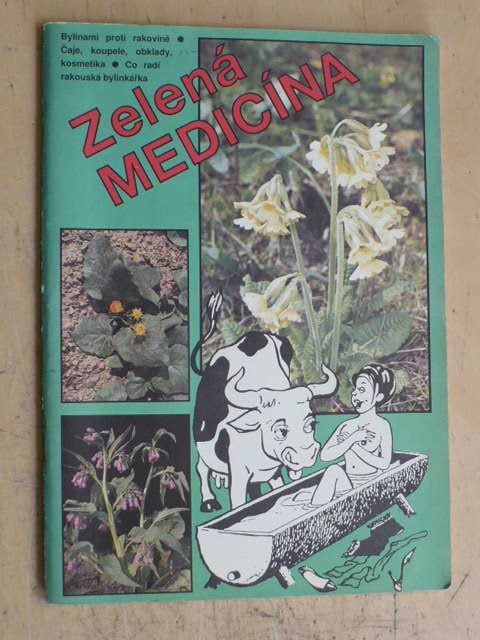 Bylinami proti rakovině ●
Čaje, koupele, obklady,
kosmetika ● Co radí
rakouská bylinkářka
Zelená
MEDICÍNA